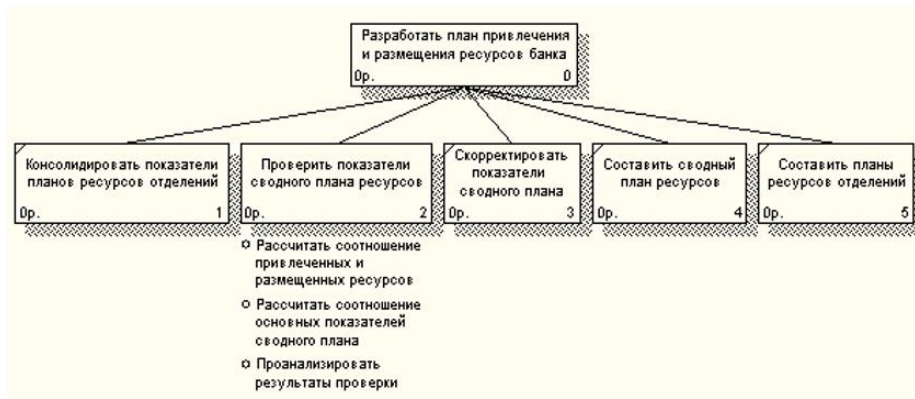 Разработать план привлечения
и размещения ресурсов банка
0р. 0
Консолидировать показатели
планов ресурсов отделений
0р. 1
Проверить показатели
сводного плана ресурсов
0р. 2
Скорректировать
показатели
сводного плана
0р. 3
Составить сводный
план ресурсов
0р. 4
Составить планы
ресурсов отделений
0р. 5
Рассчитать соотношение
привлеченных и
размещенных ресурсов
Рассчитать соотношение
основных показателей
сводного плана
Проанализировать
результаты проверки